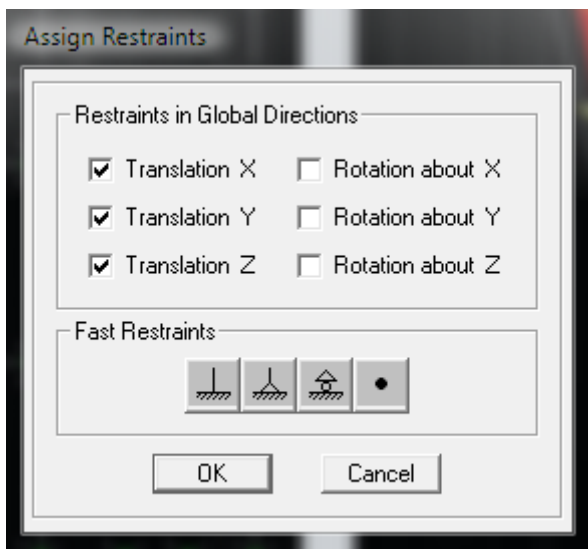 Assign Restraints
Restraints in Global Directions
Translation X Rotation about X
Translation Y Rotation about Y
Translation Z Rotation about Z
Fast Restraints
OK Cancel